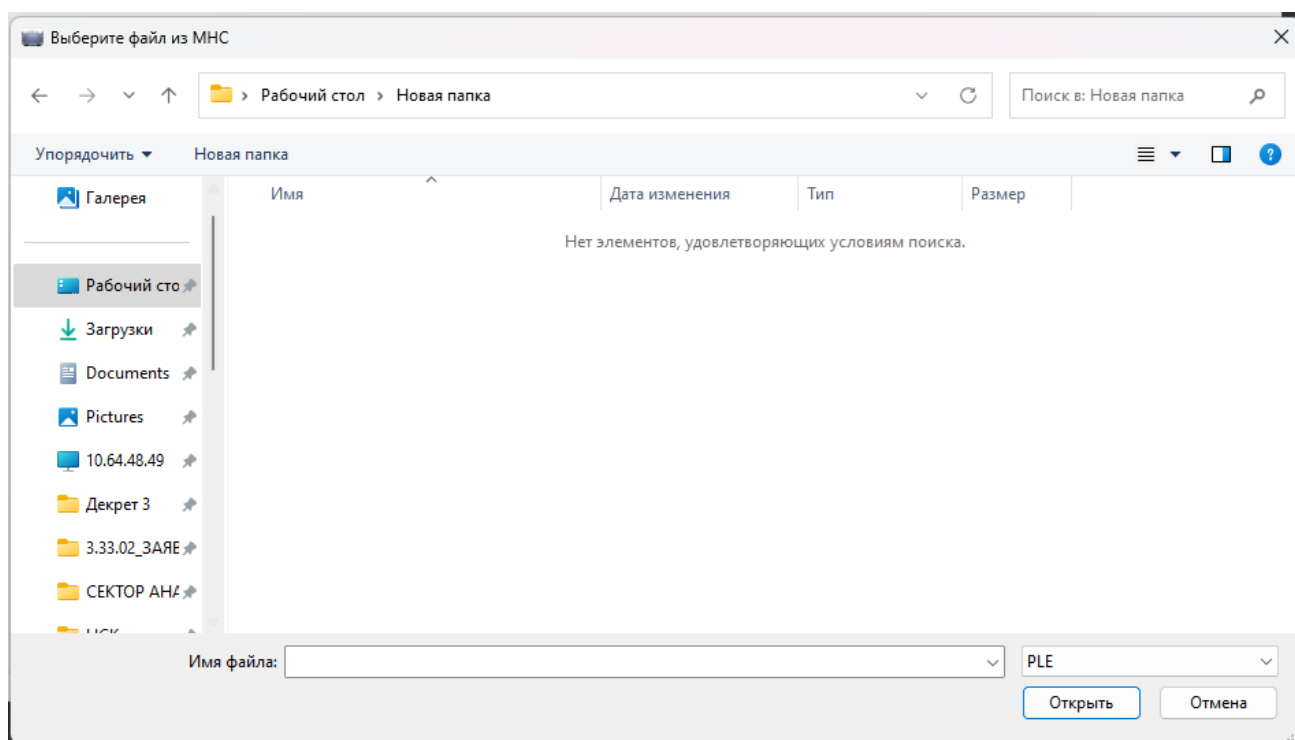 Выберите файл из МНС
Рабочий стол > Новая папка
Поиск в: Новая папка
Упорядочить
Новая папка
Имя
Дата изменения
Тип
Размер
Нет элементов, удовлетворяющих условиям поиска.
Галерея
Рабочий сто
Загрузки
Documents
Pictures
10.64.48.49
Декрет 3
3.33.02_ЗАЯВ
СЕКТОР АНА
Имя файла:
PLE
Открыть
Отмена